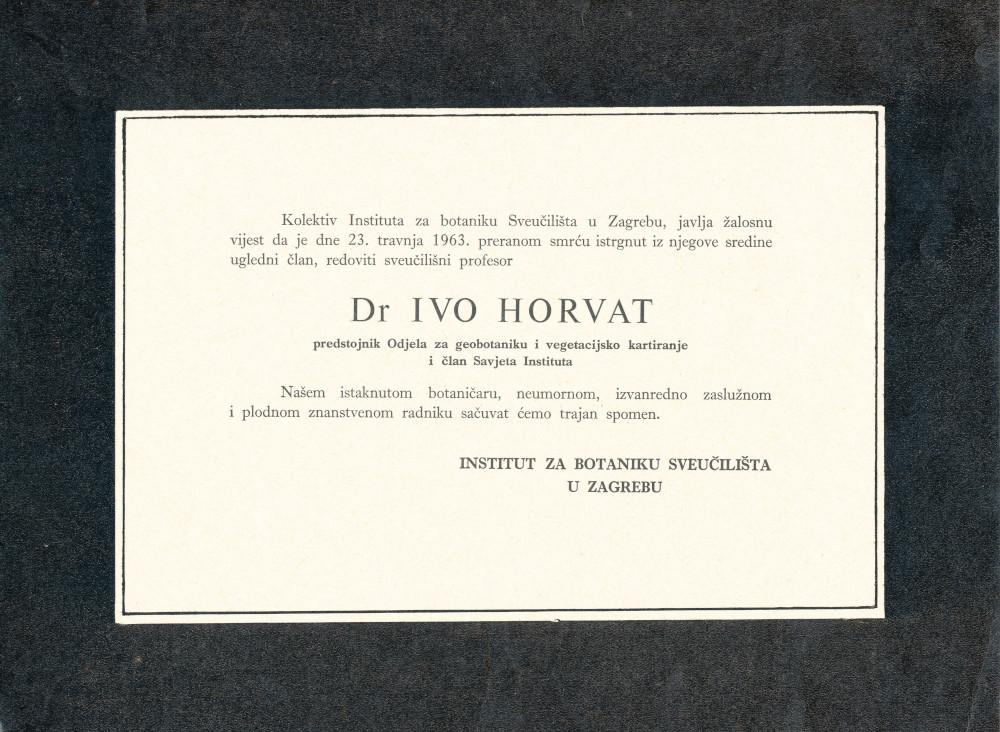 Kolektiv Instituta za botaniku Sveučilišta u Zagrebu, javlja žalosnu
vijest da je dne 23. travnja 1963. preranom smrću istrgnut iz njegove sredine
ugledni član, redoviti sveučilišni profesor
Dr IVO HORVAT
predstojnik Odjela za geobotaniku i vegetacijsko kartiranje
i član Savjeta Instituta
Našem istaknutom botaničaru, neumornom, izvanredno zaslužnom
i plodnom znanstvenom radniku sačuvat ćemo trajan spomen.
INSTITUT ZA BOTANIKU SVEUČILIŠTA
U ZAGREBU